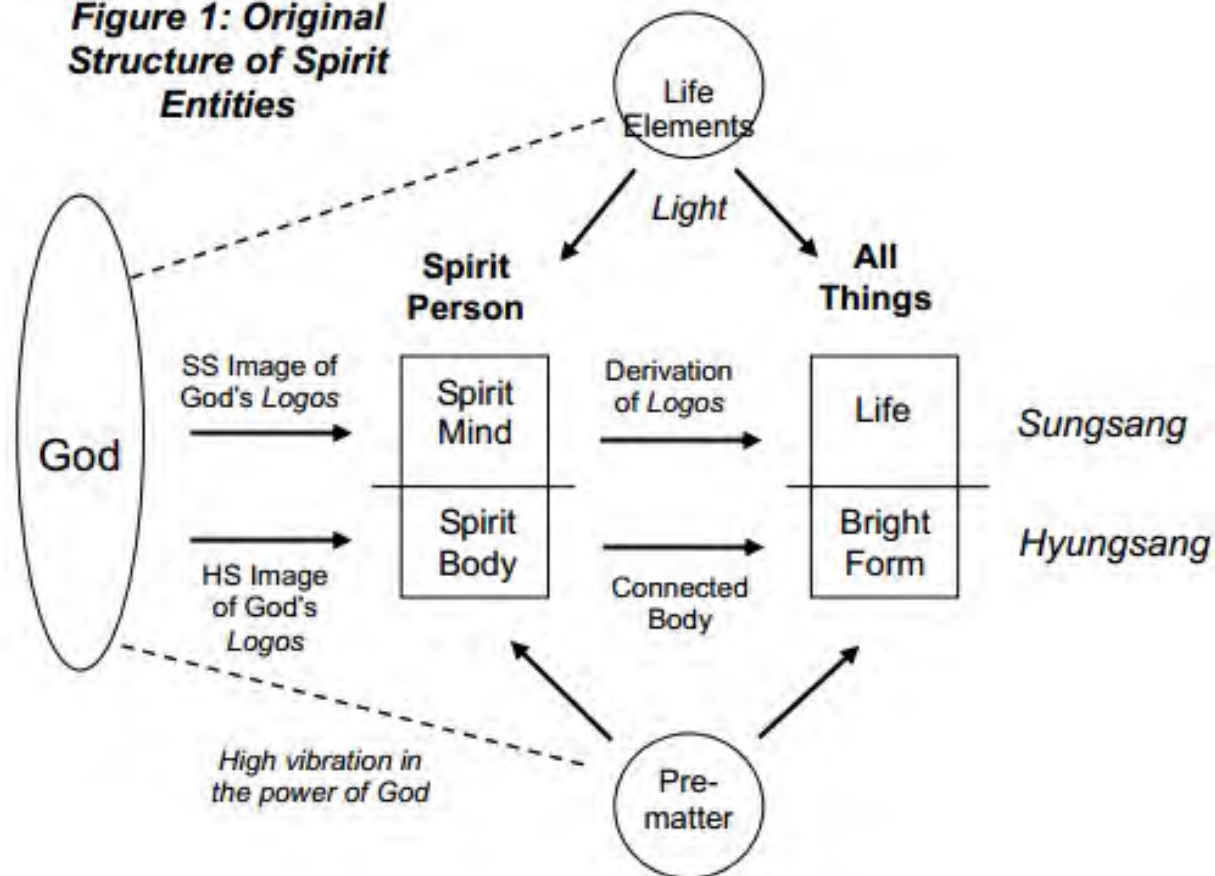 Figure 1: Original
Structure of Spirit
Entities
Life
Elements
Light
Spirit
Person
All
Things
God
SS Image of
God's Logos
Spirit
Mind
Derivation
of Logos
Life
Sungsang
HS Image
of God's
Logos
Spirit
Body
Connected
Body
Bright
Form
Hyungsang
High vibration in
the power of God
Pre-
matter